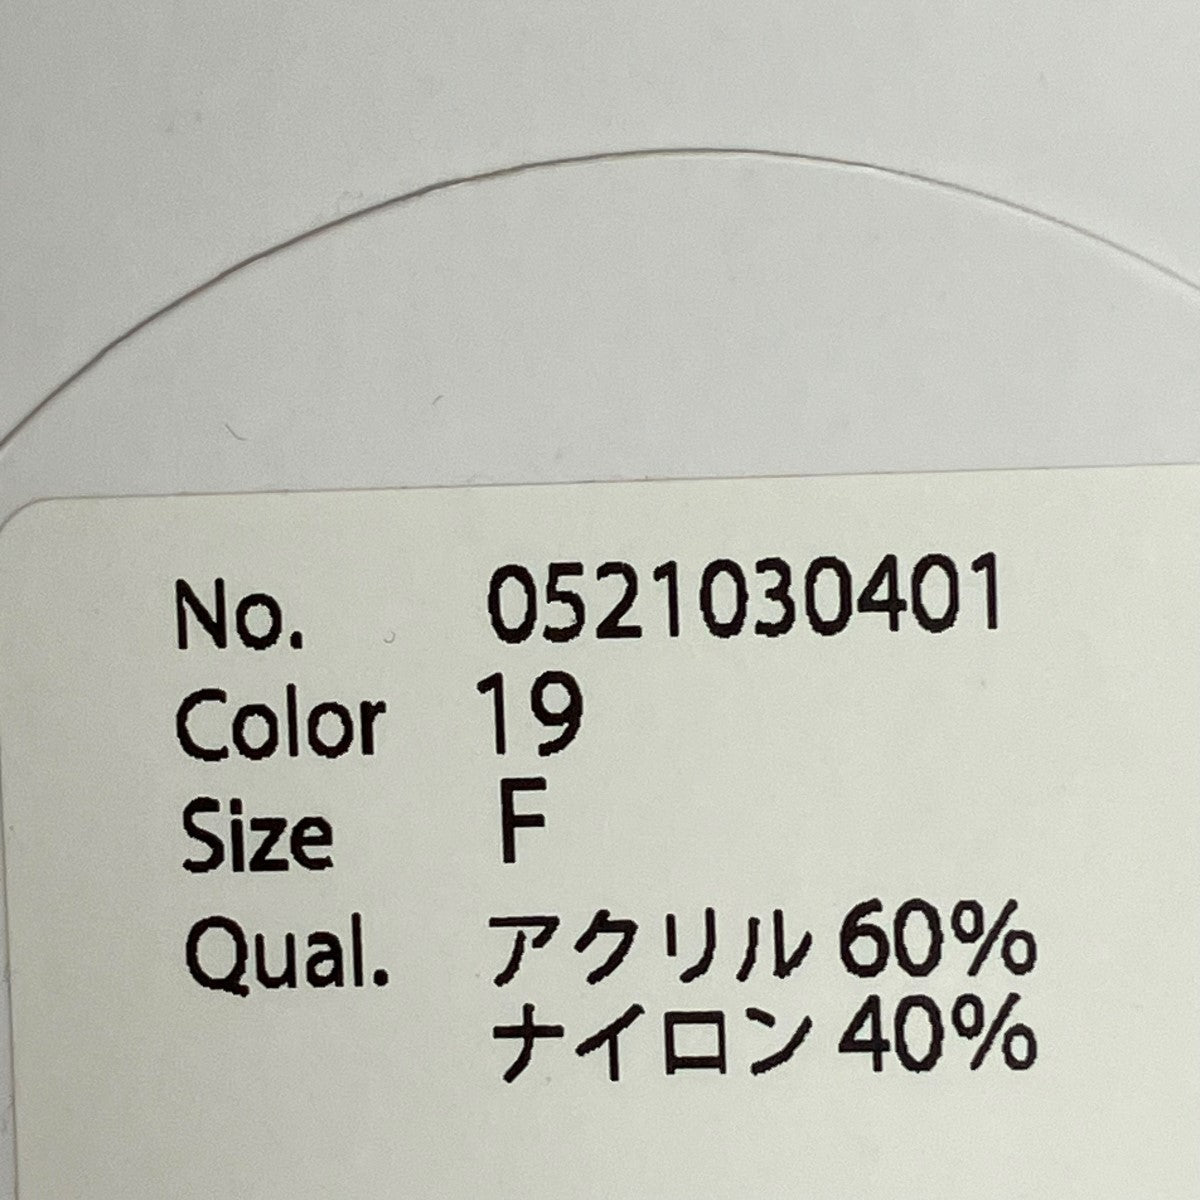 No. 0521030401
Color 19
Size F
Qual. アクリル 60%
ナイロン 40%